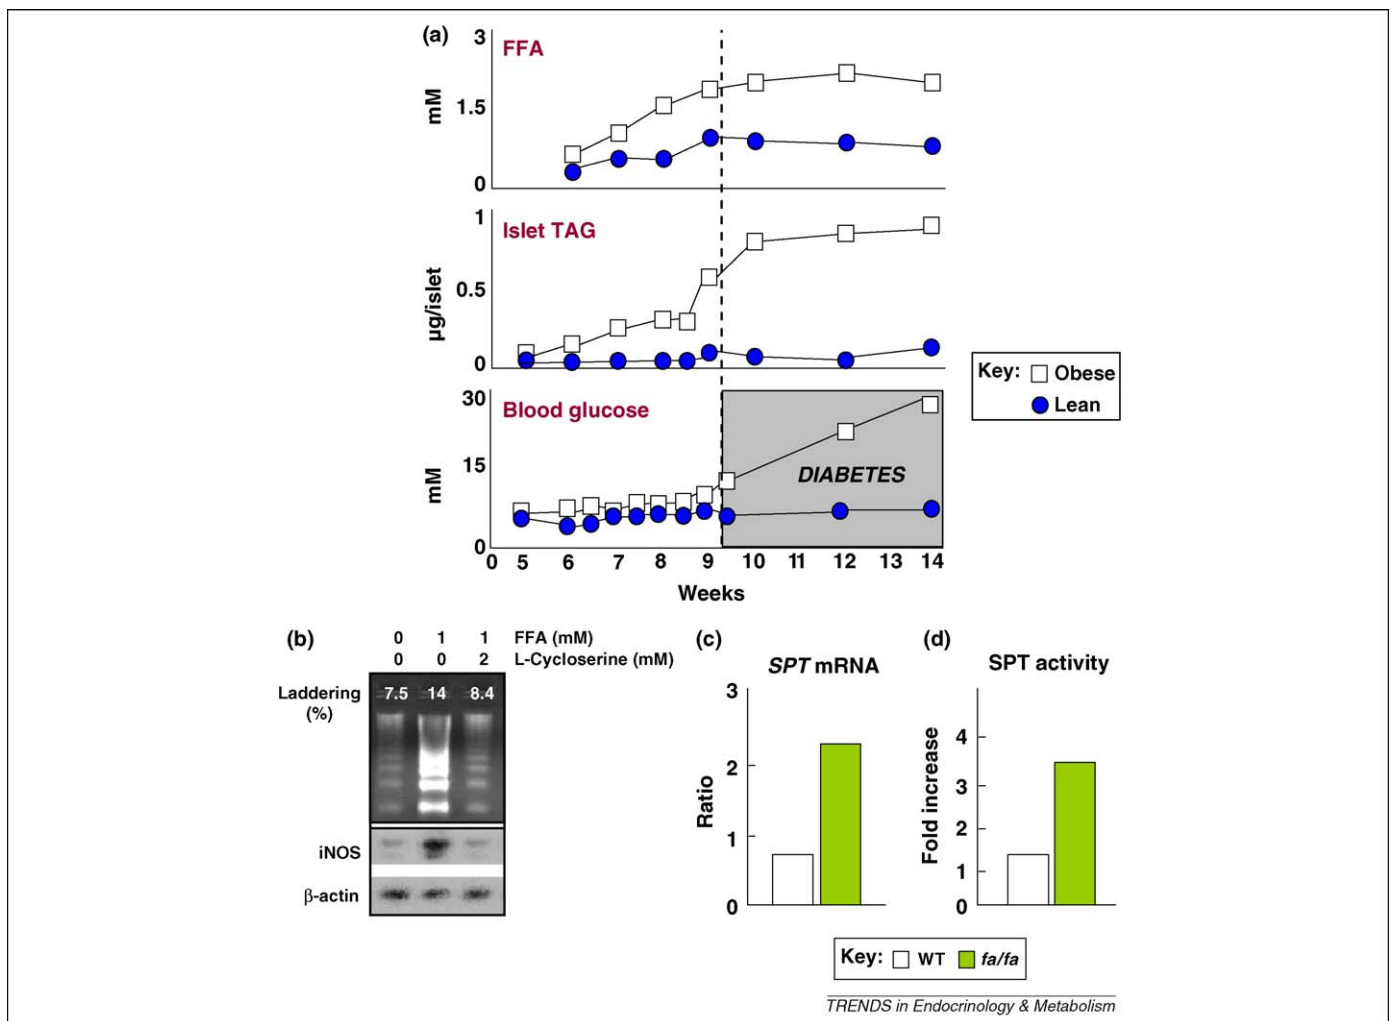 (a)
3
FFA
mM
1.5
0
1
Islet TAG
µg/islet
0.5
0
Key: Obese
Lean
30
Blood glucose
mM
15
DIABETES
0
0 5 6 7 8 9 10 11 12 13 14
Weeks
(b)
0 1 1 FFA (mM)
0 0 2 L-Cycloserine (mM)
Laddering
(%)
7.5 14 8.4
iNOS
β-actin
(c)
SPT mRNA
3
2
Ratio
1
0
(d)
SPT activity
4
3
Fold increase
2
1
0
Key: WT fa/fa
TRENDS in Endocrinology & Metabolism